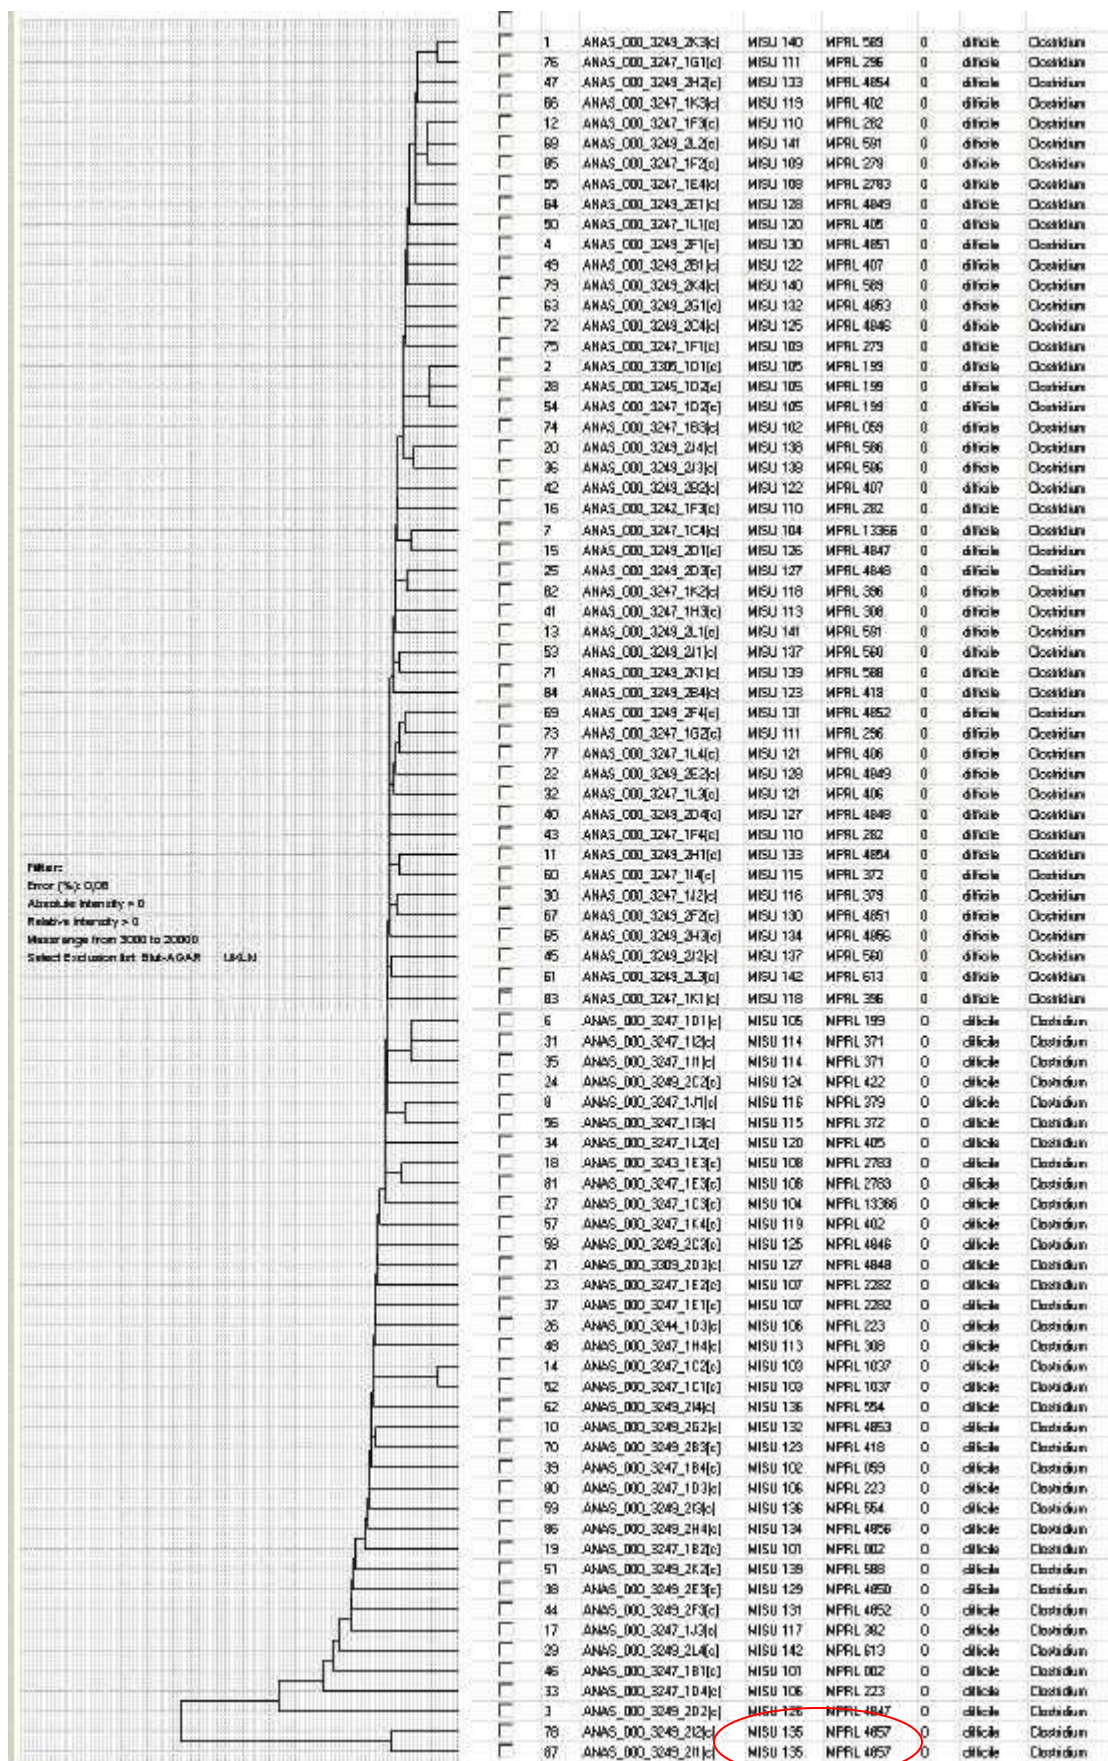 1 ANAS_000_3249_2K3[c] MISU 140 MPRL 589 0 difficile Clostridium
76 ANAS_000_3247_1G1[c] MISU 111 MPRL 296 0 difficile Clostridium
47 ANAS_000_3249_2H2[c] MISU 133 MPRL 4854 0 difficile Clostridium
66 ANAS_000_3247_1K3[c] MISU 119 MPRL 402 0 difficile Clostridium
12 ANAS_000_3247_1F3[c] MISU 110 MPRL 282 0 difficile Clostridium
ANAS_000_3249_2L2[c] MISU 141 MPRL 591 0 difficile Clostridium
85 ANAS_000_3247_1F2[c] MISU 109 MPRL 279 0 difficile Clostridium
55 ANAS_000_3247_1E4[c] MISU 108 MPRL 2783 0 difficile Clostridium
64 ANAS_000_3249_2E1[c] MISU 128 MPRL 4849 0 difficile Clostridium
50 ANAS_000_3247_1L1[c] MISU 120 MPRL 405 0 difficile Clostridium
4 ANAS_000_3249_2F1[c] MISU 130 MPRL 4851 0 difficile Clostridium
49 ANAS_000_3249_2B1[c] MISU 122 MPRL 407 0 difficile Clostridium
79 ANAS_000_3249_2K4[c] MISU 140 MPRL 589 0 difficile Clostridium
63 ANAS_000_3249_2G1[c] MISU 132 MPRL 4853 0 difficile Clostridium
72 ANAS_000_3249_2C4[c] MISU 125 MPRL 4846 0 difficile Clostridium
75 ANAS_000_3247_1F1[c] MISU 109 MPRL 279 0 difficile Clostridium
2 ANAS_000_3305_1D1[c] MISU 105 MPRL 199 0 difficile Clostridium
28 ANAS_000_3245_1D2[c] MISU 105 MPRL 199 0 difficile Clostridium
54 ANAS_000_3247_1D2[c] MISU 105 MPRL 199 0 difficile Clostridium
74 ANAS_000_3247_1B3[c] MISU 102 MPRL 059 0 difficile Clostridium
20 ANAS_000_3249_2J4[c] MISU 138 MPRL 586 0 difficile Clostridium
36 ANAS_000_3249_2J3[c] MISU 138 MPRL 586 0 difficile Clostridium
42 ANAS_000_3249_2B2[c] MISU 122 MPRL 407 0 difficile Clostridium
16 ANAS_000_3242_1F3[c] MISU 110 MPRL 282 0 difficile Clostridium
7 ANAS_000_3247_1C4[c] MISU 104 MPRL 13366 0 difficile Clostridium
15 ANAS_000_3249_2D1[c] MISU 126 MPRL 4847 0 difficile Clostridium
25 ANAS_000_3249_2D3[c] MISU 127 MPRL 4848 0 difficile Clostridium
82 ANAS_000_3247_1K2[c] MISU 118 MPRL 396 0 difficile Clostridium
41 ANAS_000_3247_1H3[c] MISU 113 MPRL 308 0 difficile Clostridium
13 ANAS_000_3249_2L1[c] MISU 141 MPRL 591 0 difficile Clostridium
53 ANAS_000_3249_2J1[c] MISU 137 MPRL 560 0 difficile Clostridium
71 ANAS_000_3249_2K1[c] MISU 139 MPRL 588 0 difficile Clostridium
84 ANAS_000_3249_2B4[c] MISU 123 MPRL 418 0 difficile Clostridium
69 ANAS_000_3249_2F4[c] MISU 131 MPRL 4852 0 difficile Clostridium
73 ANAS_000_3247_1G2[c] MISU 111 MPRL 296 0 difficile Clostridium
77 ANAS_000_3247_1L4[c] MISU 121 MPRL 406 0 difficile Clostridium
22 ANAS_000_3249_2E2[c] MISU 128 MPRL 4849 0 difficile Clostridium
32 ANAS_000_3247_1L3[c] MISU 121 MPRL 406 0 difficile Clostridium
40 ANAS_000_3249_2D4[c] MISU 127 MPRL 4848 0 difficile Clostridium
43 ANAS_000_3247_1F4[c] MISU 110 MPRL 282 0 difficile Clostridium
11 ANAS_000_3249_2H1[c] MISU 133 MPRL 4854 0 difficile Clostridium
Filter:
60 ANAS_000_3247_1I4[c] MISU 115 MPRL 372 0 difficile Clostridium
Error (%): 0,08
30 ANAS_000_3247_1J2[c] MISU 116 MPRL 379 0 difficile Clostridium
Absolute Intensity > 0
67 ANAS_000_3249_2F2[c] MISU 130 MPRL 4851 0 difficile Clostridium
Relative Intensity > 0
65 ANAS_000_3249_2H3[c] MISU 134 MPRL 4856 0 difficile Clostridium
Massrange from 3000 to 20000
45 ANAS_000_3249_2J2[c] MISU 137 MPRL 560 0 difficile Clostridium
Select Exclusion list Blut-AGAR UKLN
61 ANAS_000_3249_2L3[c] MISU 142 MPRL 613 0 difficile Clostridium
83 ANAS_000_3247_1K1[c] MISU 118 MPRL 396 0 difficile Clostridium
6 ANAS_000_3247_1D1[c] MISU 105 MPRL 199 0 difficile Clostridium
31 ANAS_000_3247_1I2[c] MISU 114 MPRL 371 0 difficile Clostridium
35 ANAS_000_3247_1I1[c] MISU 114 MPRL 371 0 difficile Clostridium
24 ANAS_000_3249_2C2[c] MISU 124 MPRL 422 0 difficile Clostridium
ANAS_000_3247_1J1[c] MISU 116 MPRL 379 0 difficile Clostridium
56 ANAS_000_3247_1I3[c] MISU 115 MPRL 372 0 difficile Clostridium
34 ANAS_000_3247_1L2[c] MISU 120 MPRL 405 0 difficile Clostridium
18 ANAS_000_3243_1E3[c] MISU 108 MPRL 2783 0 difficile Clostridium
81 ANAS_000_3247_1E3[c] MISU 108 MPRL 2783 0 difficile Clostridium
27 ANAS_000_3247_1C3[c] MISU 104 MPRL 13366 0 difficile Clostridium
57 ANAS_000_3247_1K4[c] MISU 119 MPRL 402 0 difficile Clostridium
ANAS_000_3249_2C3[c] MISU 125 MPRL 4846 0 difficile Clostridium
21 ANAS_000_3309_2D3[c] MISU 127 MPRL 4848 0 difficile Clostridium
23 ANAS_000_3247_1E2[c] MISU 107 MPRL 2282 0 difficile Clostridium
37 ANAS_000_3247_1E1[c] MISU 107 MPRL 2282 0 difficile Clostridium
26 ANAS_000_3244_1D3[c] MISU 106 MPRL 223 0 difficile Clostridium
48 ANAS_000_3247_1H4[c] MISU 113 MPRL 308 0 difficile Clostridium
14 ANAS_000_3247_1C2[c] MISU 103 MPRL 1037 0 difficile Clostridium
52 ANAS_000_3247_1C1[c] MISU 103 MPRL 1037 0 difficile Clostridium
62 ANAS_000_3249_2I4[c] MISU 136 MPRL 554 0 difficile Clostridium
10 ANAS_000_3249_2G2[c] MISU 132 MPRL 4853 0 difficile Clostridium
70 ANAS_000_3249_2B3[c] MISU 123 MPRL 418 0 difficile Clostridium
39 ANAS_000_3247_1B4[c] MISU 102 MPRL 059 0 difficile Clostridium
80 ANAS_000_3247_1D3[c] MISU 106 MPRL 223 0 difficile Clostridium
59 ANAS_000_3249_2I3[c] MISU 136 MPRL 554 0 difficile Clostridium
86 ANAS_000_3249_2H4[c] MISU 134 MPRL 4856 0 difficile Clostridium
19 ANAS_000_3247_1B2[c] MISU 101 MPRL 002 0 difficile Clostridium
51 ANAS_000_3249_2K2[c] MISU 139 MPRL 588 0 difficile Clostridium
38 ANAS_000_3249_2E3[c] MISU 129 MPRL 4850 0 difficile Clostridium
44 ANAS_000_3249_2F3[c] MISU 131 MPRL 4852 0 difficile Clostridium
17 ANAS_000_3247_1J3[c] MISU 117 MPRL 382 0 difficile Clostridium
29 ANAS_000_3249_2L4[c] MISU 142 MPRL 613 0 difficile Clostridium
46 ANAS_000_3247_1B1[c] MISU 101 MPRL 002 0 difficile Clostridium
33 ANAS_000_3247_1D4[c] MISU 106 MPRL 223 0 difficile Clostridium
3 ANAS_000_3249_2D2[c] MISU 126 MPRL 4847 0 difficile Clostridium
78 ANAS_000_3249_2I2[c] MISU 135 MPRL 4857 0 difficile Clostridium
87 ANAS_000_3249_2I1[c] MISU 135 MPRL 4857 0 difficile Clostridium